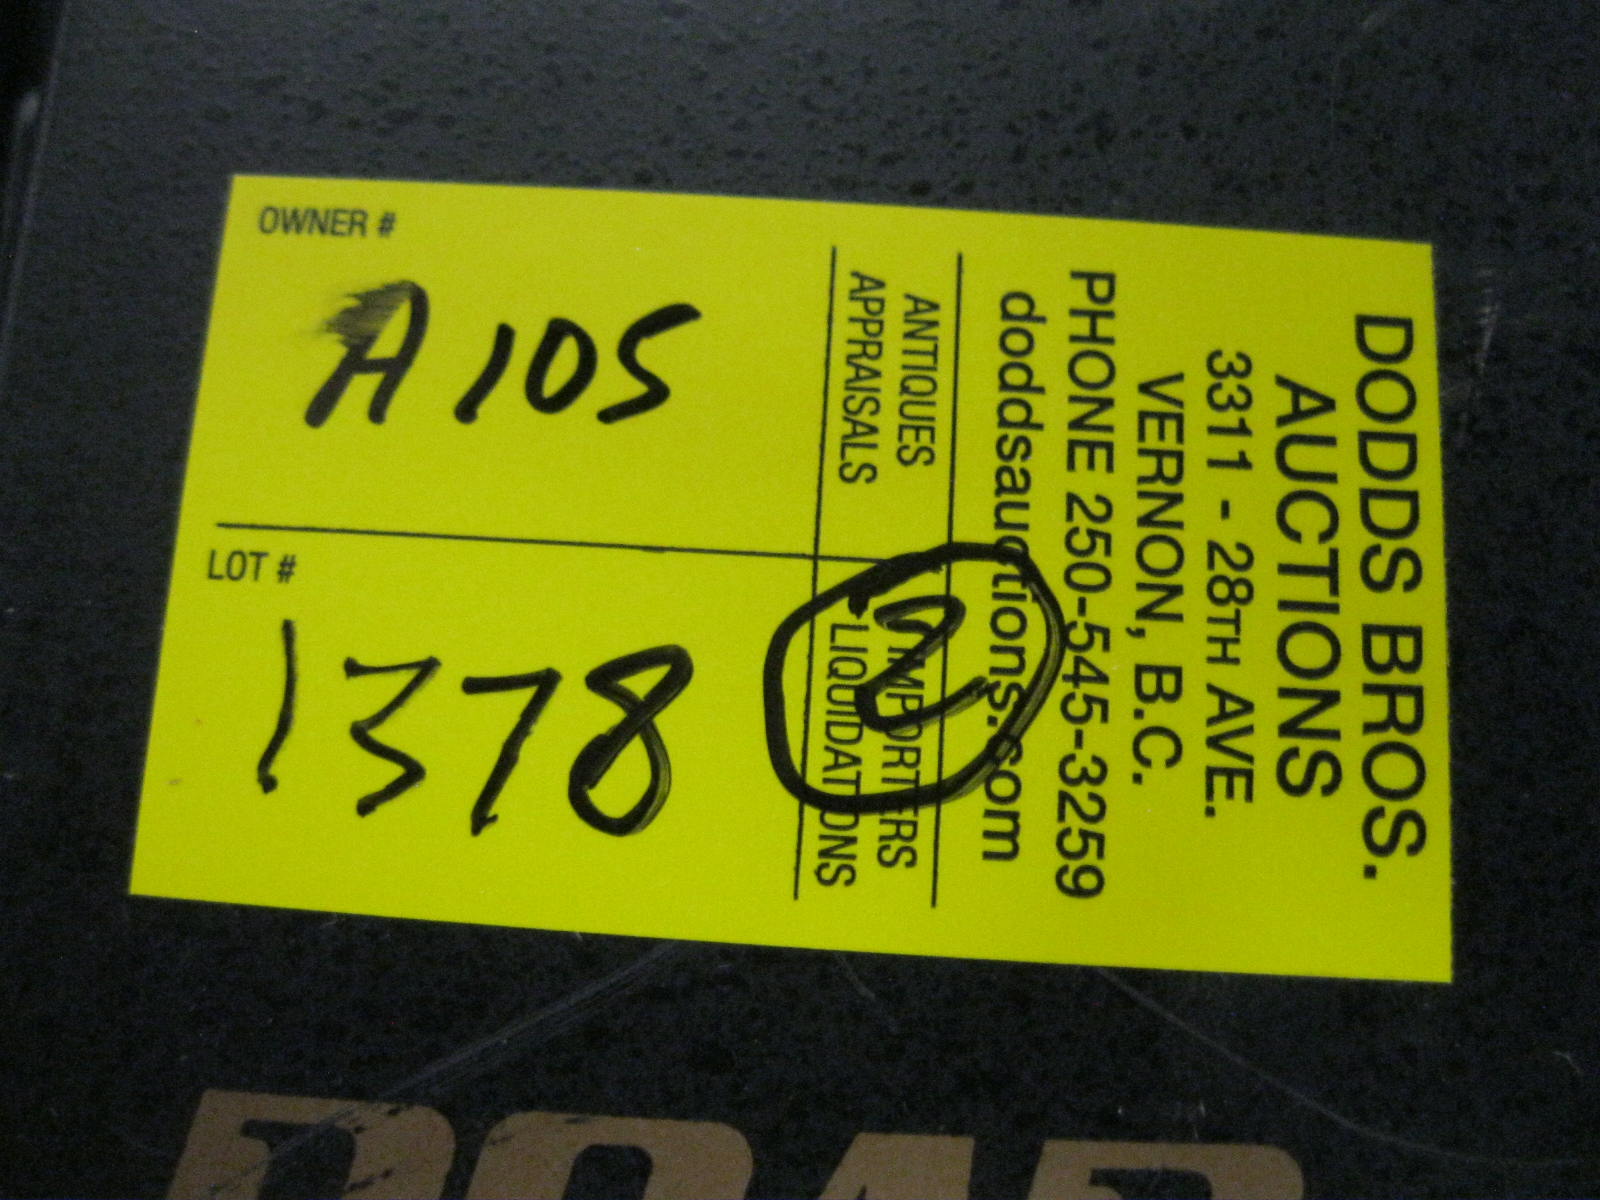 DODDS BROS.
AUCTIONS
3311 - 28TH AVE.
VERNON, B.C.
PHONE 250-545-3259
doddsauctions.com
ANTIQUES IMPORTERS
APPRAISALS LIQUIDATIONS
2
OWNER #
A105
LOT #
1378
ROAD